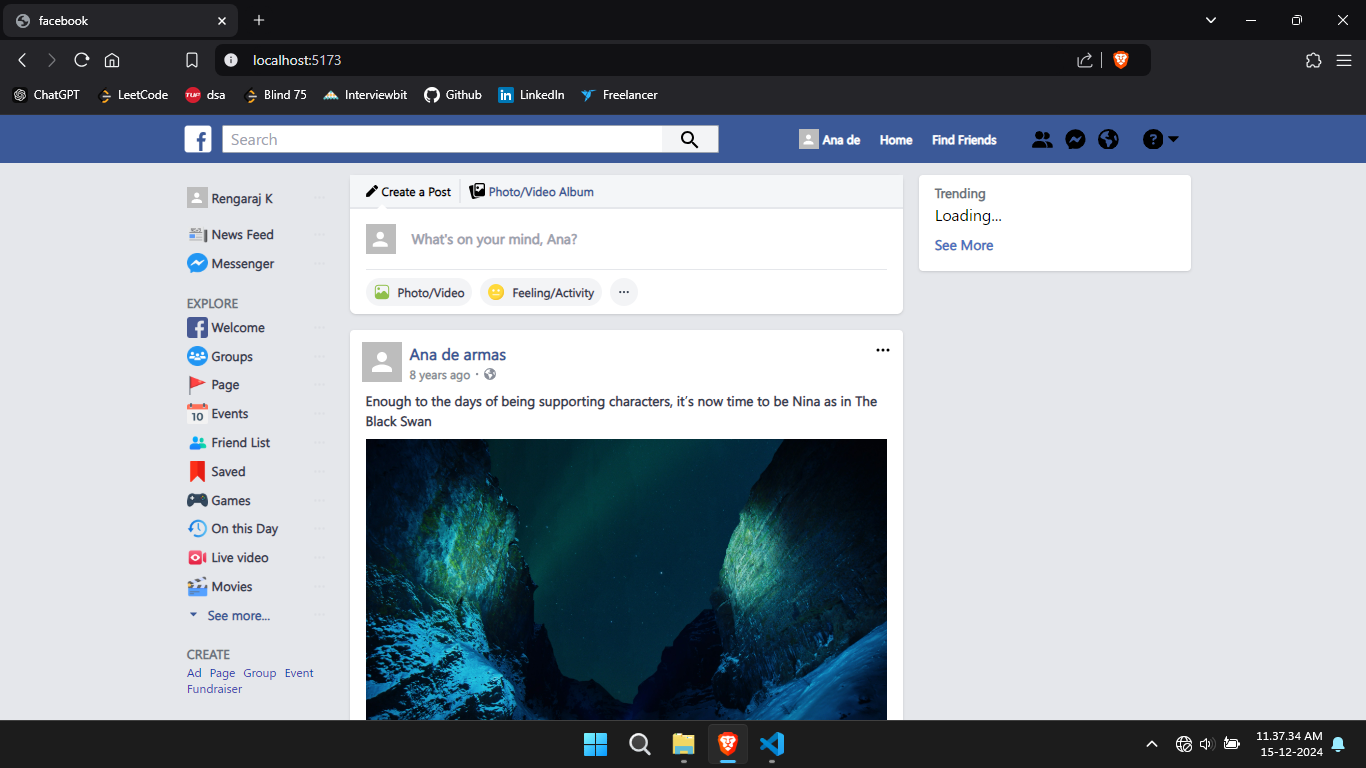 facebook
localhost:5173
ChatGPT LeetCode dsa Blind 75 Interviewbit Github LinkedIn Freelancer
f Search Ana de Home Find Friends ?
Rengaraj K
News Feed
Messenger
EXPLORE
f Welcome
Groups
Page
10 Events
Friend List
Saved
Games
On this Day
Live video
Movies
See more...
CREATE
Ad Page Group Event
Fundraiser
Create a Post Photo/Video Album
What's on your mind, Ana?
Photo/Video Feeling/Activity ...
Ana de armas ...
8 years ago ·
Enough to the days of being supporting characters, it's now time to be Nina as in The
Black Swan
Trending
Loading...
See More
11.37.34 AM
15-12-2024